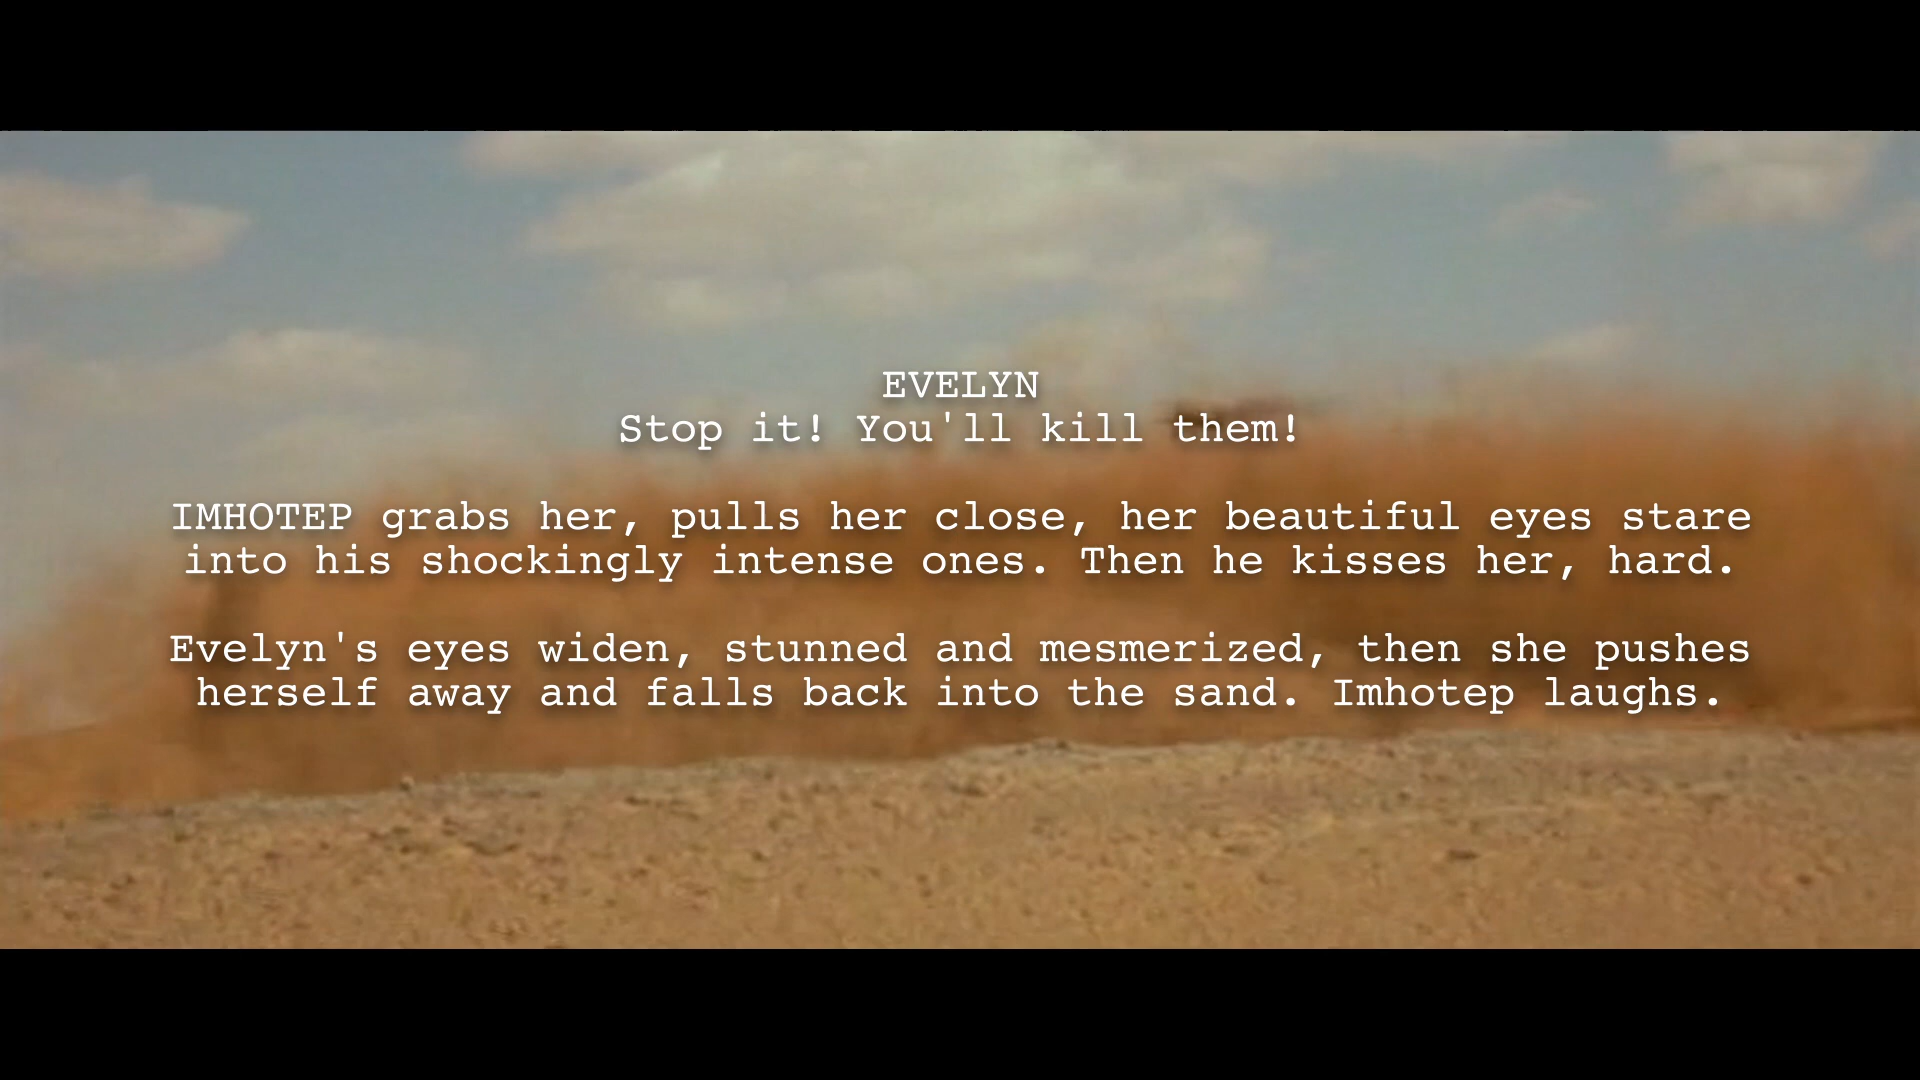 EVELYN
Stop it! You'll kill them!
IMHOTEP grabs her, pulls her close, her beautiful eyes stare
into his shockingly intense ones. Then he kisses her, hard.
Evelyn's eyes widen, stunned and mesmerized, then she pushes
herself away and falls back into the sand. Imhotep laughs.